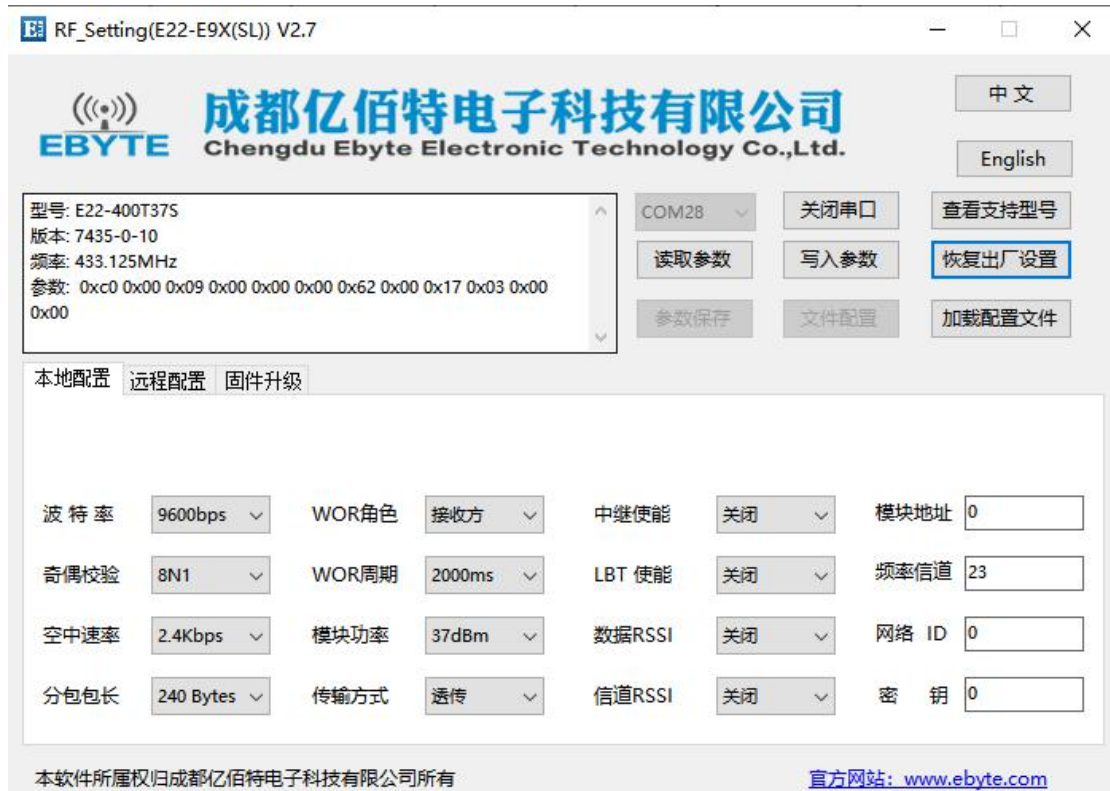 RF_Setting(E22-E9X(SL)) V2.7
EBYTE
成都亿佰特电子科技有限公司
Chengdu Ebyte Electronic Technology Co.,Ltd.
中 文
English
型号: E22-400T37S
版本: 7435-0-10
频率: 433.125MHz
参数: 0xc0 0x00 0x09 0x00 0x00 0x00 0x62 0x00 0x17 0x03 0x00
0x00
COM28 关闭串口 查看支持型号
读取参数 写入参数 恢复出厂设置
参数保存 文件配置 加载配置文件
本地配置 远程配置 固件升级
波 特 率 9600bps WOR角色 接收方 中继使能 关闭 模块地址 0
奇偶校验 8N1 WOR周期 2000ms LBT 使能 关闭 频率信道 23
空中速率 2.4Kbps 模块功率 37dBm 数据RSSI 关闭 网络 ID 0
分包包长 240 Bytes 传输方式 透传 信道RSSI 关闭 密 钥 0
本软件所属权归成都亿佰特电子科技有限公司所有
官方网站: www.ebyte.com